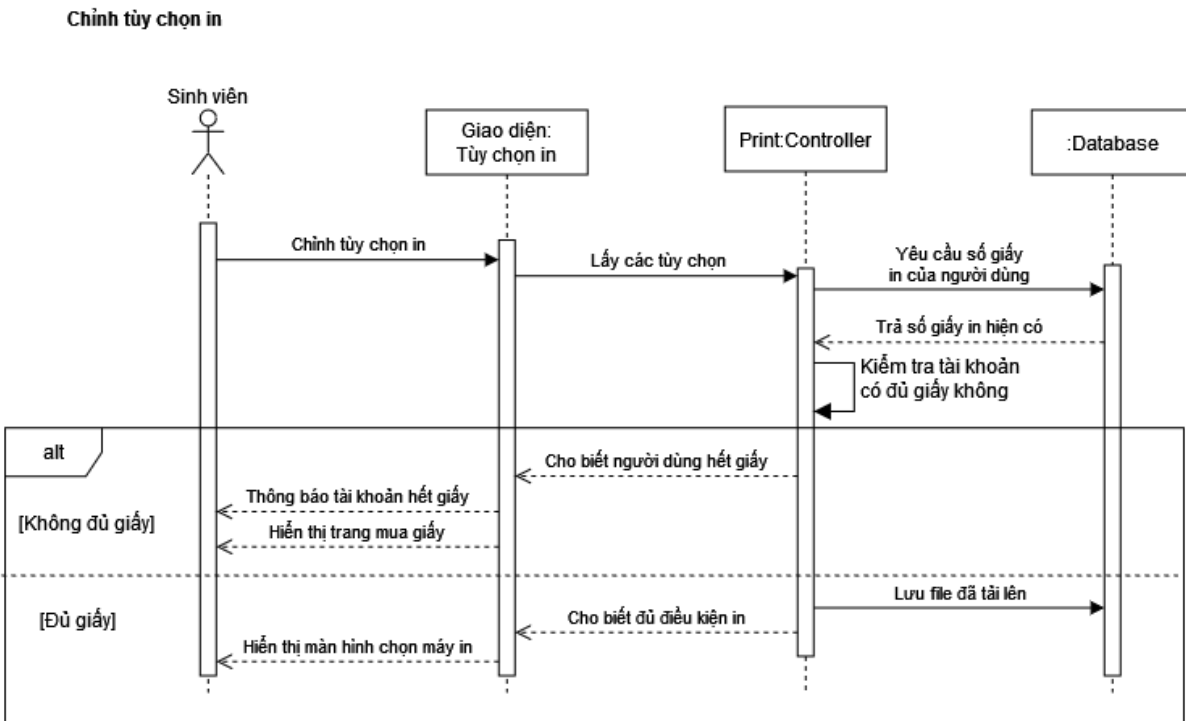 Chỉnh tùy chọn in
Sinh viên
Giao diện:
Tùy chọn in
Print:Controller
:Database
Chỉnh tùy chọn in
Lấy các tùy chọn
Yêu cầu số giấy
in của người dùng
Trả số giấy in hiện có
Kiểm tra tài khoản
có đủ giấy không
alt
Cho biết người dùng hết giấy
Thông báo tài khoản hết giấy
[Không đủ giấy]
Hiển thị trang mua giấy
Lưu file đã tải lên
[Đủ giấy]
Cho biết đủ điều kiện in
Hiển thị màn hình chọn máy in